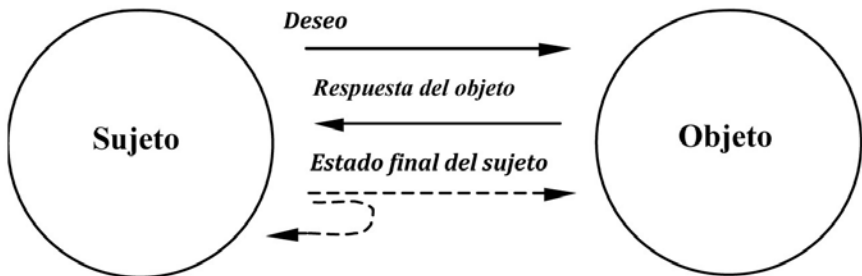 Deseo
Respuesta del objeto
Sujeto
Objeto
Estado final del sujeto